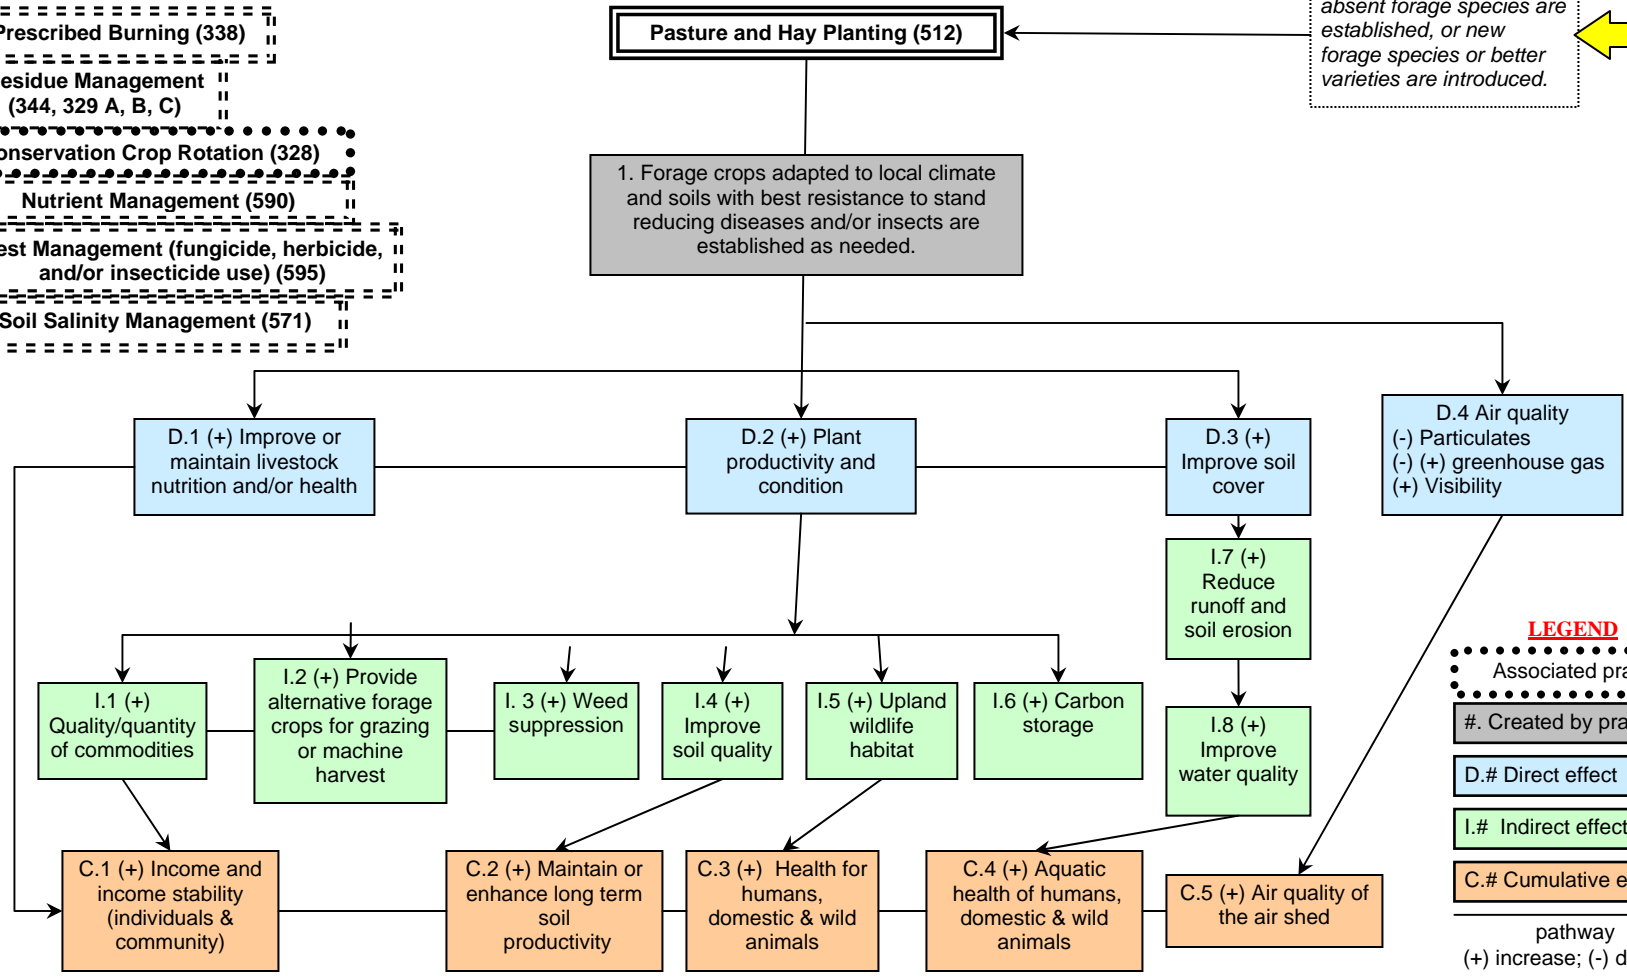 Prescribed Burning (338)
esidue Management
(344, 329 A, B, C)
onservation Crop Rotation (328)
Nutrient Management (590)
est Management (fungicide, herbicide,
and/or insecticide use) (595)
Soil Salinity Management (571)
Pasture and Hay Planting (512)
absent forage species are
established, or new
forage species or better
varieties are introduced.
1. Forage crops adapted to local climate
and soils with best resistance to stand
reducing diseases and/or insects are
established as needed.
D.1 (+) Improve or
maintain livestock
nutrition and/or health
D.2 (+) Plant
productivity and
condition
D.3 (+)
Improve soil
cover
D.4 Air quality
(-) Particulates
(-) (+) greenhouse gas
(+) Visibility
I.7 (+)
Reduce
runoff and
soil erosion
I.1 (+)
Quality/quantity
of commodities
I.2 (+) Provide
alternative forage
crops for grazing
or machine
harvest
I. 3 (+) Weed
suppression
I.4 (+)
Improve
soil quality
I.5 (+) Upland
wildlife
habitat
I.6 (+) Carbon
storage
I.8 (+)
Improve
water quality
C.1 (+) Income and
income stability
(individuals &
community)
C.2 (+) Maintain or
enhance long term
soil
productivity
C.3 (+) Health for
humans,
domestic & wild
animals
C.4 (+) Aquatic
health of humans,
domestic & wild
animals
C.5 (+) Air quality of
the air shed
LEGEND
Associated pra
#. Created by pra
D.# Direct effect
I.# Indirect effect
C.# Cumulative e
pathway
(+) increase; (-) d